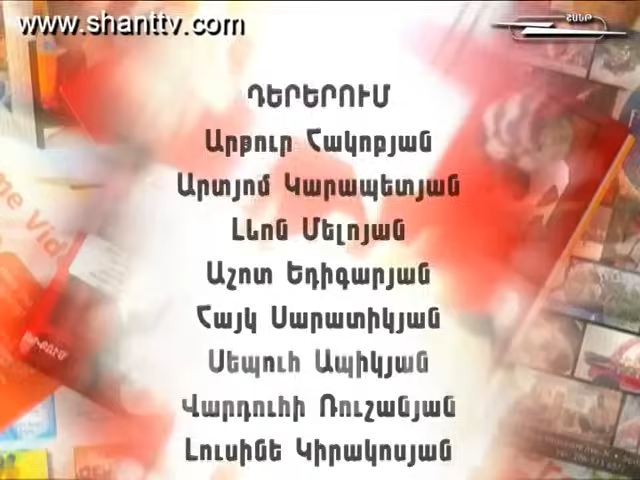 www.shanttv.com
ՇԱՆԹ
ԴԵՐԵՐՈՒՄ
Արթուր Հակոբյան
Արտյոմ Կարապետյան
Լևոն Մելոյան
Աշոտ Եդիգարյան
Հայկ Սարատիկյան
Սեպուհ Ապիկյան
Վարդուհի Ռուշանյան
Լուսինե Կիրակոսյան